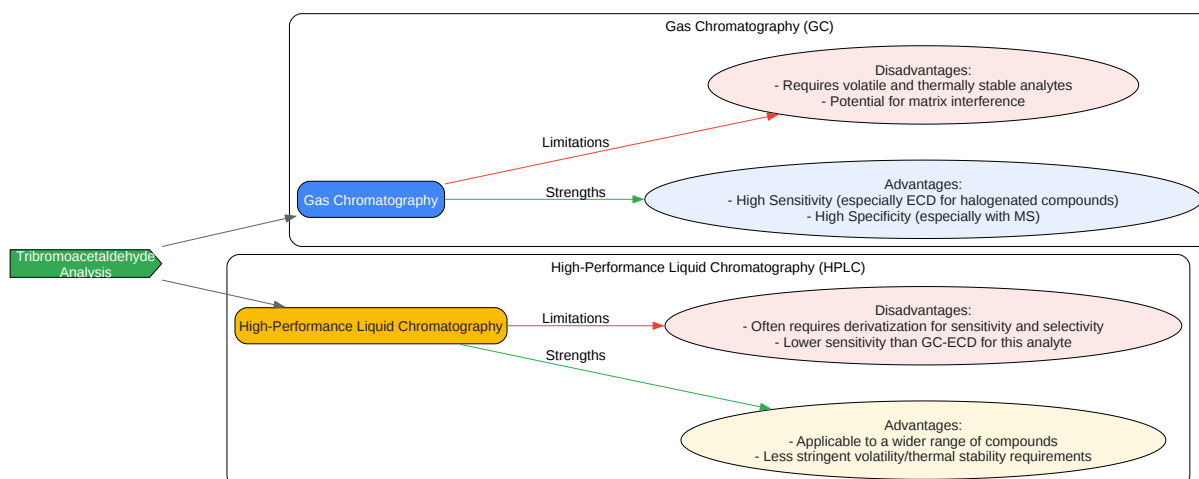 Gas Chromatography (GC)
Disadvantages:
- Requires volatile and thermally stable analytes
- Potential for matrix interference
Limitations
Gas Chromatography
Strengths
Advantages:
- High Sensitivity (especially ECD for halogenated compounds)
- High Specificity (especially with MS)
Tribromoacetaldehyde
Analysis
High-Performance Liquid Chromatography (HPLC)
High-Performance Liquid Chromatography
Limitations
Disadvantages:
- Often requires derivatization for sensitivity and selectivity
- Lower sensitivity than GC-ECD for this analyte
Strengths
Advantages:
- Applicable to a wider range of compounds
- Less stringent volatility/thermal stability requirements